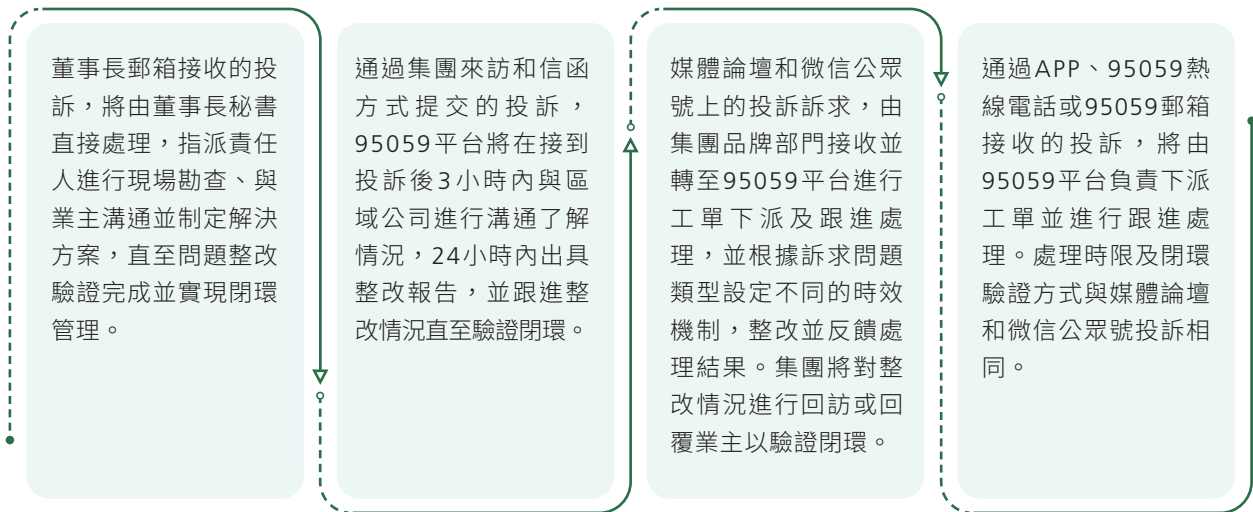 董事長郵箱接收的投
訴，將由董事長秘書
直接處理，指派責任
人進行現場勘查、與
業主溝通並制定解決
方案，直至問題整改
驗證完成並實現閉環
管理。
通過集團來訪和信函
方式提交的投訴，
95059平台將在接到
投訴後3小時內與區
域公司進行溝通了解
情況，24小時內出具
整改報告，並跟進整
改情況直至驗證閉環。
媒體論壇和微信公眾
號上的投訴訴求，由
集團品牌部門接收並
轉至95059平台進行
工單下派及跟進處
理，並根據訴求問題
類型設定不同的時效
機制，整改並反饋處
理結果。集團將對整
改情況進行回訪或回
覆業主以驗證閉環。
通過APP、95059熱
線電話或95059郵箱
接收的投訴，將由
95059平台負責下派
工單並進行跟進處
理。處理時限及閉環
驗證方式與媒體論壇
和微信公眾號投訴相
同。